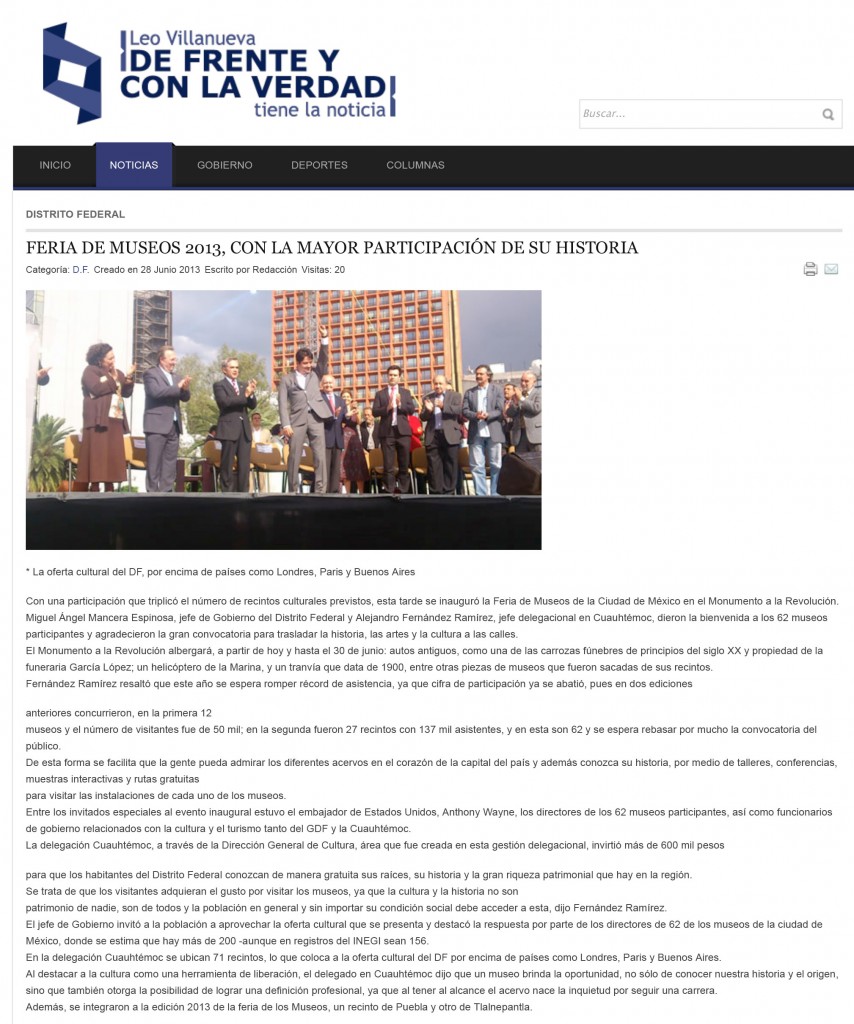 Leo Villanueva
DE FRENTE Y
CON LA VERDAD
tiene la noticia
Buscar...
INICIO
NOTICIAS
GOBIERNO
DEPORTES
COLUMNAS
DISTRITO FEDERAL
FERIA DE MUSEOS 2013, CON LA MAYOR PARTICIPACIÓN DE SU HISTORIA
Categoría: D.F. Creado en 28 Junio 2013 Escrito por Redacción Visitas: 20
* La oferta cultural del DF, por encima de países como Londres, Paris y Buenos Aires
Con una participación que triplicó el número de recintos culturales previstos, esta tarde se inauguró la Feria de Museos de la Ciudad de México en el Monumento a la Revolución.
Miguel Ángel Mancera Espinosa, jefe de Gobierno del Distrito Federal y Alejandro Fernández Ramírez, jefe delegacional en Cuauhtémoc, dieron la bienvenida a los 62 museos
participantes y agradecieron la gran convocatoria para trasladar la historia, las artes y la cultura a las calles.
El Monumento a la Revolución albergará, a partir de hoy y hasta el 30 de junio: autos antiguos, como una de las carrozas fúnebres de principios del siglo XX y propiedad de la
funeraria García López; un helicóptero de la Marina, y un tranvía que data de 1900, entre otras piezas de museos que fueron sacadas de sus recintos.
Fernández Ramírez resaltó que este año se espera romper récord de asistencia, ya que cifra de participación ya se abatió, pues en dos ediciones
anteriores concurrieron, en la primera 12
museos y el número de visitantes fue de 50 mil; en la segunda fueron 27 recintos con 137 mil asistentes, y en esta son 62 y se espera rebasar por mucho la convocatoria del
público.
De esta forma se facilita que la gente pueda admirar los diferentes acervos en el corazón de la capital del país y además conozca su historia, por medio de talleres, conferencias,
muestras interactivas y rutas gratuitas
para visitar las instalaciones de cada uno de los museos.
Entre los invitados especiales al evento inaugural estuvo el embajador de Estados Unidos, Anthony Wayne, los directores de los 62 museos participantes, así como funcionarios
de gobierno relacionados con la cultura y el turismo tanto del GDF y la Cuauhtémoc.
La delegación Cuauhtémoc, a través de la Dirección General de Cultura, área que fue creada en esta gestión delegacional, invirtió más de 600 mil pesos
para que los habitantes del Distrito Federal conozcan de manera gratuita sus raíces, su historia y la gran riqueza patrimonial que hay en la región.
Se trata de que los visitantes adquieran el gusto por visitar los museos, ya que la cultura y la historia no son
patrimonio de nadie, son de todos y la población en general y sin importar su condición social debe acceder a esta, dijo Fernández Ramírez.
El jefe de Gobierno invitó a la población a aprovechar la oferta cultural que se presenta y destacó la respuesta por parte de los directores de 62 de los museos de la ciudad de
México, donde se estima que hay más de 200 -aunque en registros del INEGI sean 156.
En la delegación Cuauhtémoc se ubican 71 recintos, lo que coloca a la oferta cultural del DF por encima de países como Londres, Paris y Buenos Aires.
Al destacar a la cultura como una herramienta de liberación, el delegado en Cuauhtémoc dijo que un museo brinda la oportunidad, no sólo de conocer nuestra historia y el origen,
sino que también otorga la posibilidad de lograr una definición profesional, ya que al tener al alcance el acervo nace la inquietud por seguir una carrera.
Además, se integraron a la edición 2013 de la feria de los Museos, un recinto de Puebla y otro de Tlalnepantla.